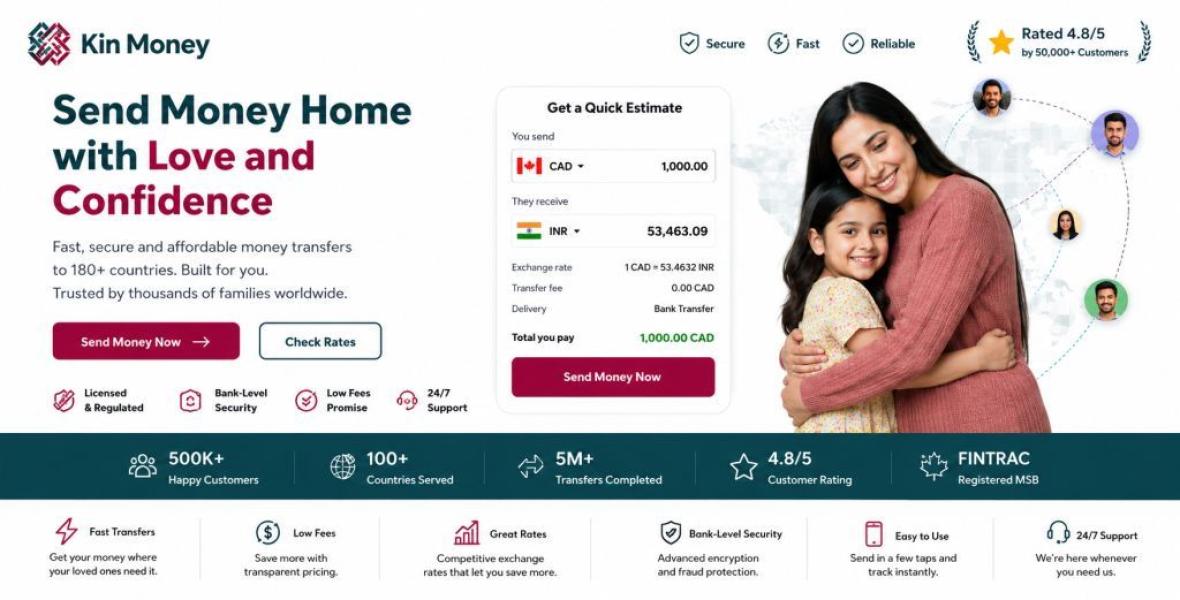 Kin Money
Secure
Fast
Reliable
Rated 4.8/5
by 50,000+ Customers
Send Money Home
with Love and
Confidence
Fast, secure and affordable money transfers
to 180+ countries. Built for you.
Trusted by thousands of families worldwide.
Send Money Now
Check Rates
Licensed
& Regulated
Bank-Level
Security
Low Fees
Promise
24/7
Support
Get a Quick Estimate
You send
CAD 1,000.00
They receive
INR 53,463.09
Exchange rate 1 CAD = 53.4632 INR
Transfer fee 0.00 CAD
Delivery Bank Transfer
Total you pay 1,000.00 CAD
Send Money Now
500K+
Happy Customers
100+
Countries Served
5M+
Transfers Completed
4.8/5
Customer Rating
FINTRAC
Registered MSB
Fast Transfers
Get your money where
your loved ones need it.
Low Fees
Save more with
transparent pricing.
Great Rates
Competitive exchange
rates that let you save more.
Bank-Level Security
Advanced encryption
and fraud protection.
Easy to Use
Send in a few taps and
track instantly.
24/7 Support
We're here whenever
you need us.